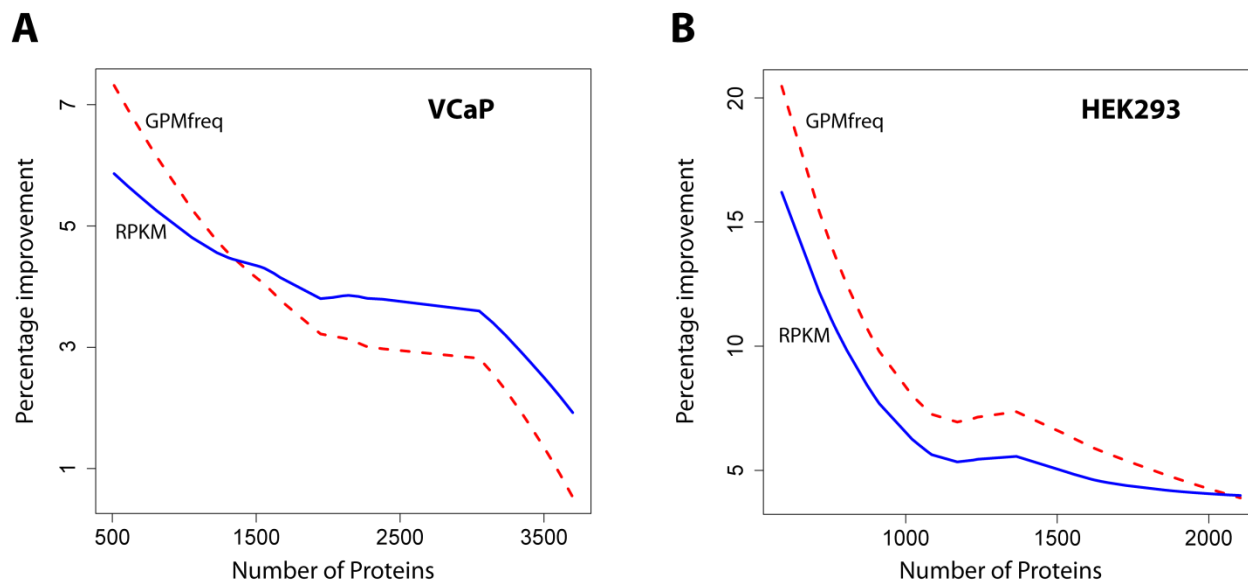 A
VCaP
GPMfreq
RPKM
Percentage improvement
7
5
3
1
500
1500
2500
3500
Number of Proteins
B
HEK293
GPMfreq
RPKM
Percentage improvement
20
15
10
5
1000
1500
2000
Number of Proteins